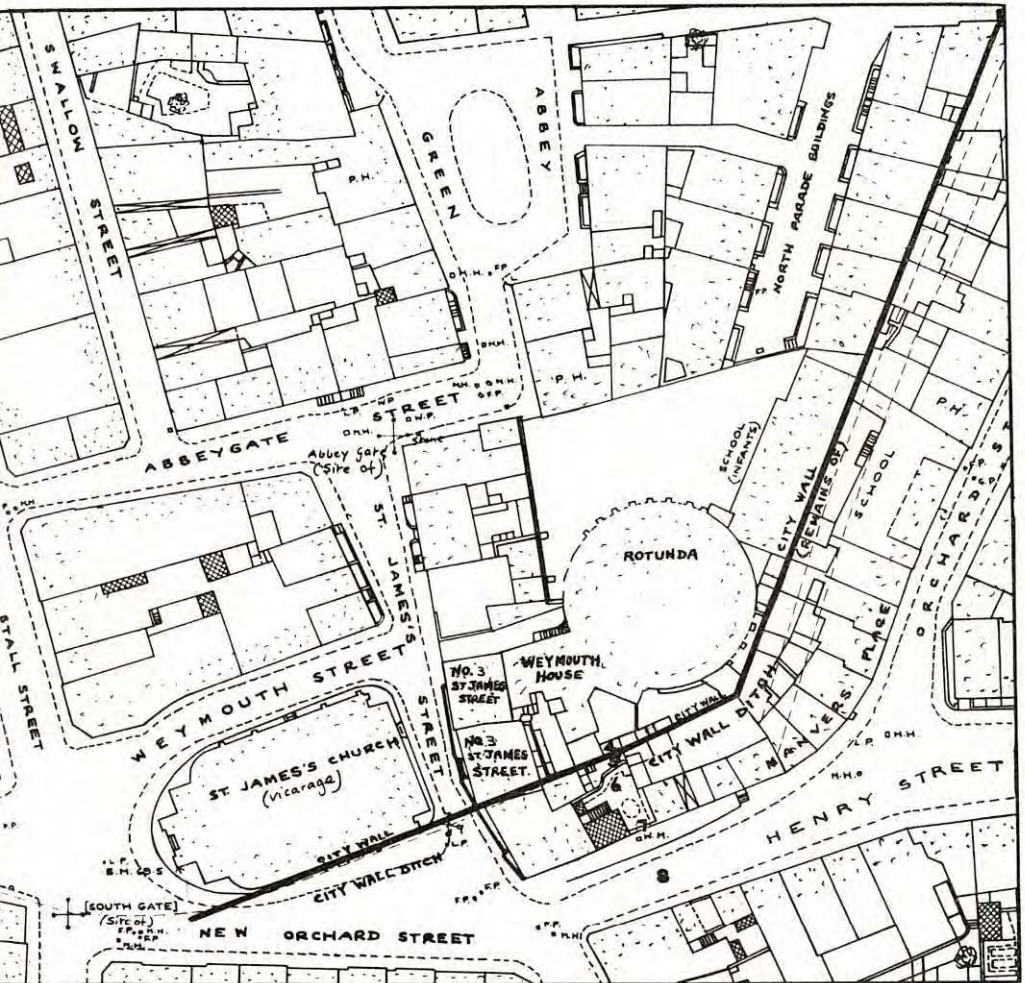 SWALLOW STREET
ABBEY
GREEN
P.H.
NORTH PARADE BUILDINGS
M.H. F.P.
F.P.
M.H.
P.H.
M.H. M.H.
F.P.
L.P. W.P.
W.P.
M.H.
ABBEYGATE STREET
Stone
Abbey Gate
(Site of)
P.H.
SCHOOL
(INFANTS)
CITY WALL
(REMAINS OF)
SCHOOL
ORCHARD S
ROTUNDA
M.H.
ST. JAMES'S STREET
STALL STREET
WEYMOUTH STREET
No. 3
ST JAMES
STREET
WEYMOUTH
HOUSE
No. 3
ST JAMES
STREET.
MANVERS PLACE
CITY WALL
CITY WALL DITCH
L.P. M.H.
M.H.
HENRY STREET
ST. JAMES'S CHURCH
(vicarage)
CITY WALL
CITY WALL DITCH
L.P.
F.P.
L.P.
B.M. 69.5
8
[SOUTH GATE]
(Site of)
F.P. M.H.
F.P.
M.H.
F.P.
F.P.
M.H.
NEW ORCHARD STREET